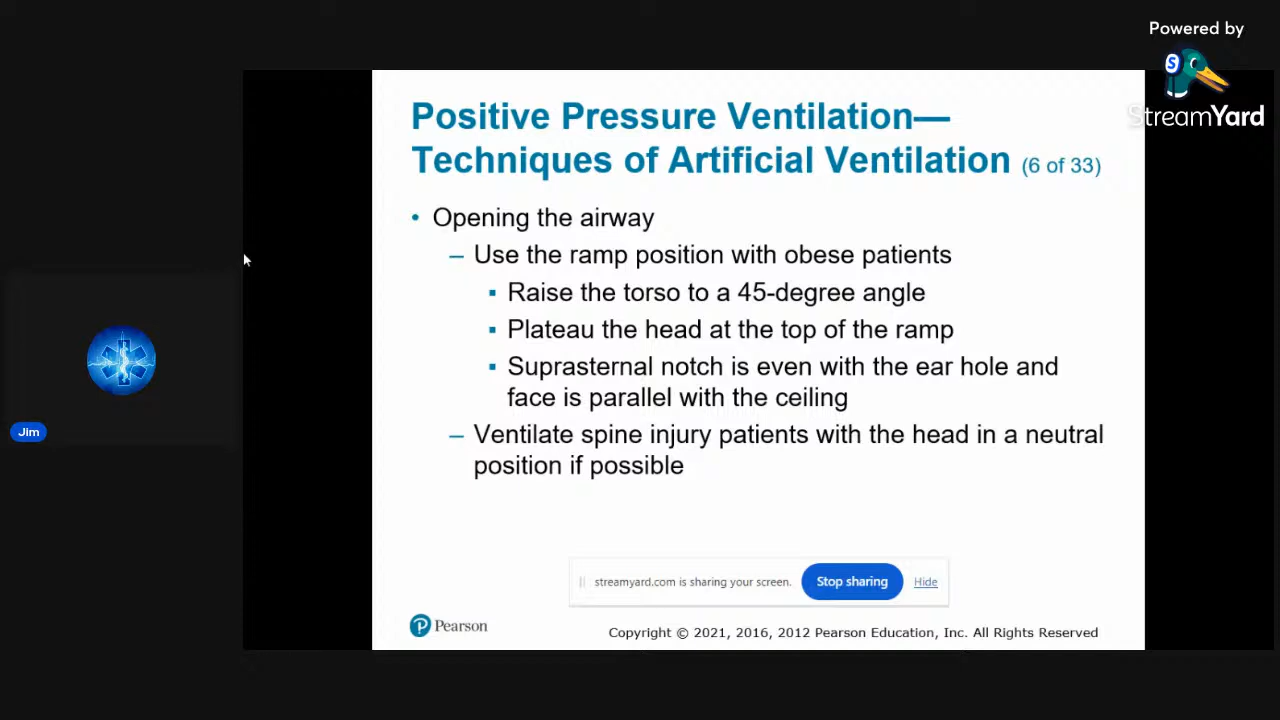 Powered by
S
StreamYard
Positive Pressure Ventilation—
Techniques of Artificial Ventilation (6 of 33)
• Opening the airway
– Use the ramp position with obese patients
▪ Raise the torso to a 45-degree angle
▪ Plateau the head at the top of the ramp
▪ Suprasternal notch is even with the ear hole and
face is parallel with the ceiling
– Ventilate spine injury patients with the head in a neutral
position if possible
Jim
streamyard.com is sharing your screen.
Stop sharing
Hide
P Pearson
Copyright © 2021, 2016, 2012 Pearson Education, Inc. All Rights Reserved